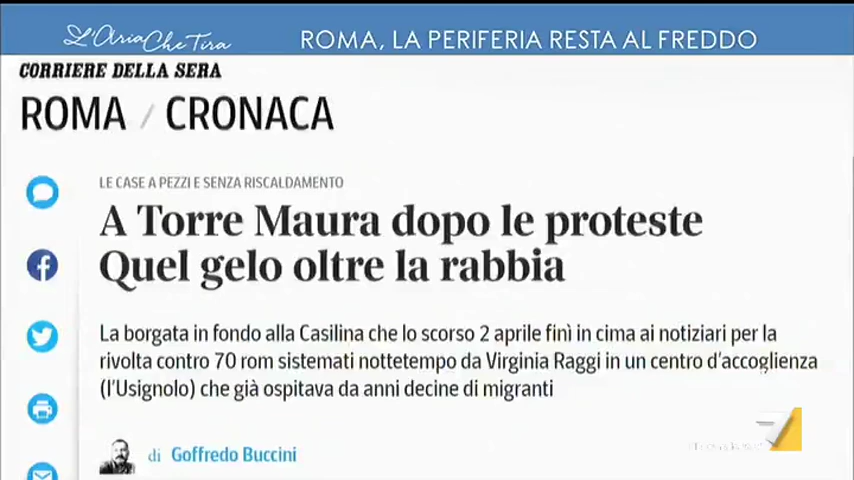 L'Aria Che Tira
ROMA, LA PERIFERIA RESTA AL FREDDO
CORRIERE DELLA SERA
ROMA / CRONACA
LE CASE A PEZZI E SENZA RISCALDAMENTO
A Torre Maura dopo le proteste
Quel gelo oltre la rabbia
La borgata in fondo alla Casilina che lo scorso 2 aprile finì in cima ai notiziari per la
rivolta contro 70 rom sistemati nottetempo da Virginia Raggi in un centro d'accoglienza
(l'Usignolo) che già ospitava da anni decine di migranti
di Goffredo Buccini